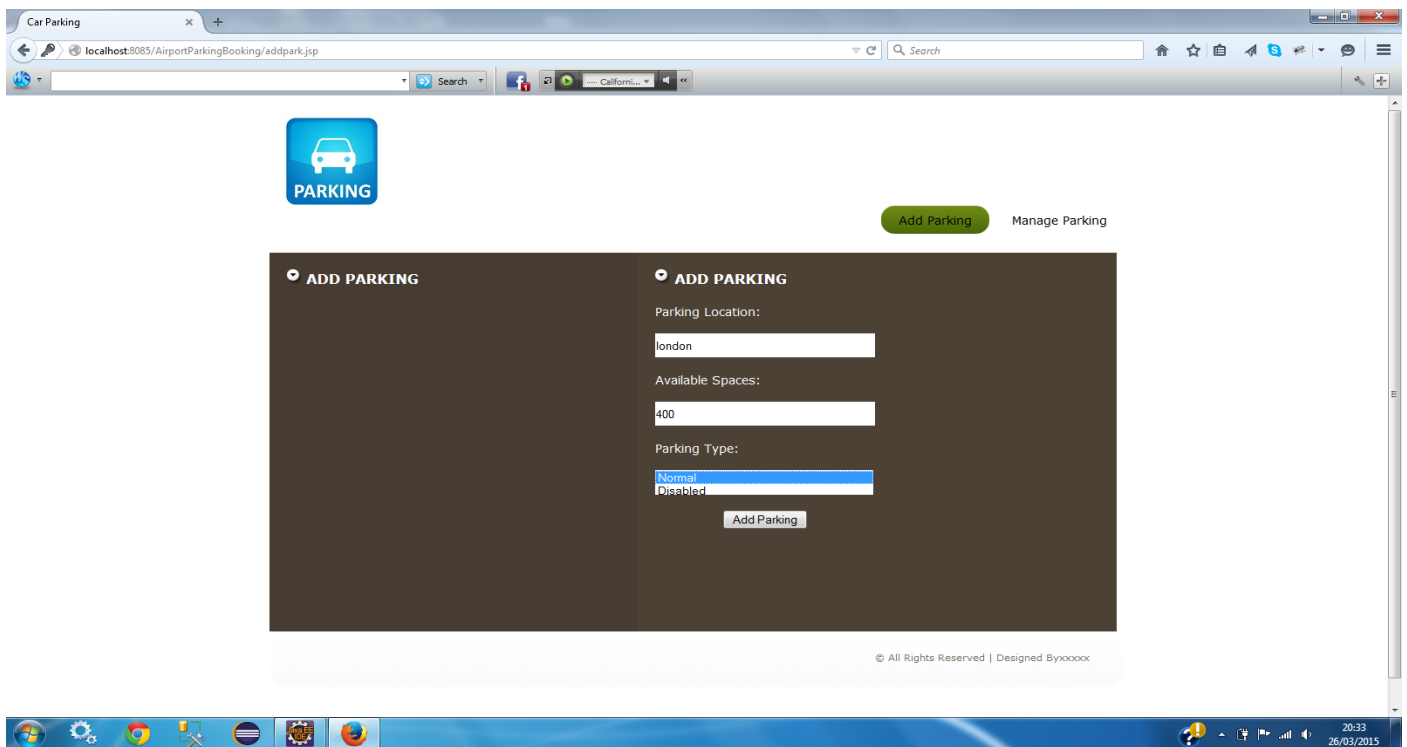 Car Parking
localhost:8085/AirportParkingBooking/addpark.jsp
Search
Search
1
..... Californi...
PARKING
Add Parking
Manage Parking
ADD PARKING
ADD PARKING
Parking Location:
london
Available Spaces:
400
Parking Type:
Normal
Disabled
Add Parking
© All Rights Reserved | Designed Byxxxxx
20:33
26/03/2015